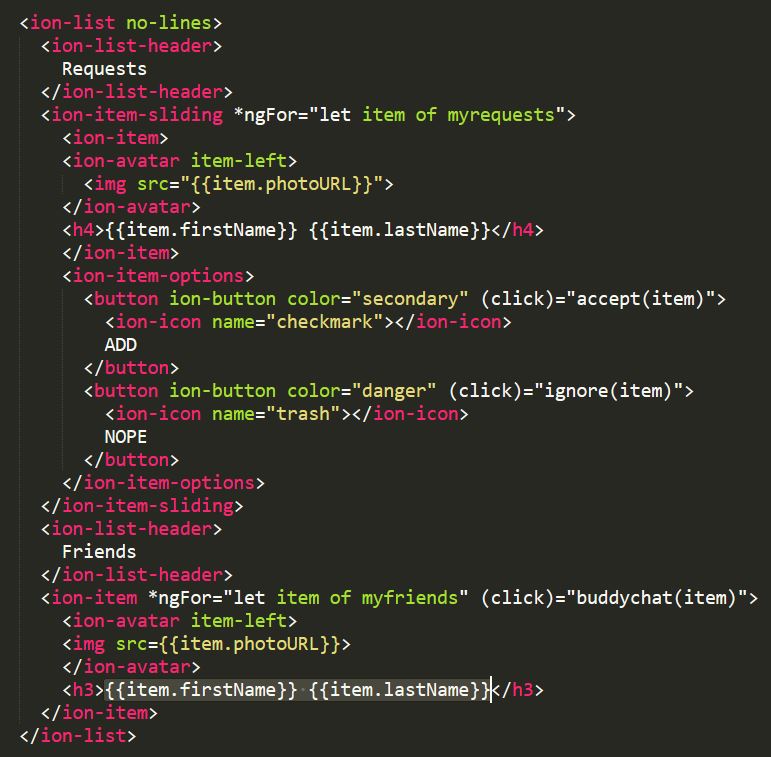 <ion-list no-lines>
  <ion-list-header>
    Requests
  </ion-list-header>
  <ion-item-sliding *ngFor="let item of myrequests">
    <ion-item>
    <ion-avatar item-left>
      <img src="{{item.photoURL}}">
    </ion-avatar>
    <h4>{{item.firstName}} {{item.lastName}}</h4>
    </ion-item>
    <ion-item-options>
      <button ion-button color="secondary" (click)="accept(item)">
        <ion-icon name="checkmark"></ion-icon>
        ADD
      </button>
      <button ion-button color="danger" (click)="ignore(item)">
        <ion-icon name="trash"></ion-icon>
        NOPE
      </button>
    </ion-item-options>
  </ion-item-sliding>
  <ion-list-header>
    Friends
  </ion-list-header>
  <ion-item *ngFor="let item of myfriends" (click)="buddychat(item)">
    <ion-avatar item-left>
    <img src={{item.photoURL}}>
    </ion-avatar>
    <h3>{{item.firstName}} {{item.lastName}}</h3>
  </ion-item>
</ion-list>